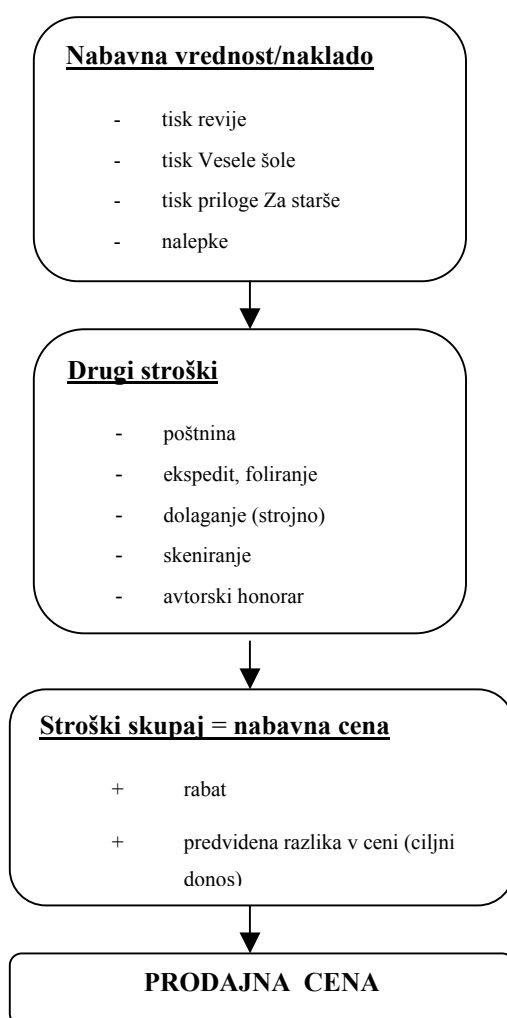 Nabavna vrednost/naklado
- tisk revije
- tisk Vesele šole
- tisk priloge Za starše
- nalepke
Drugi stroški
- poštnina
- ekspedit, foliranje
- dolaganje (strojno)
- skeniranje
- avtorski honorar
Stroški skupaj = nabavna cena
+ rabat
+ predvidena razlika v ceni (ciljni
donos)
PRODAJNA CENA